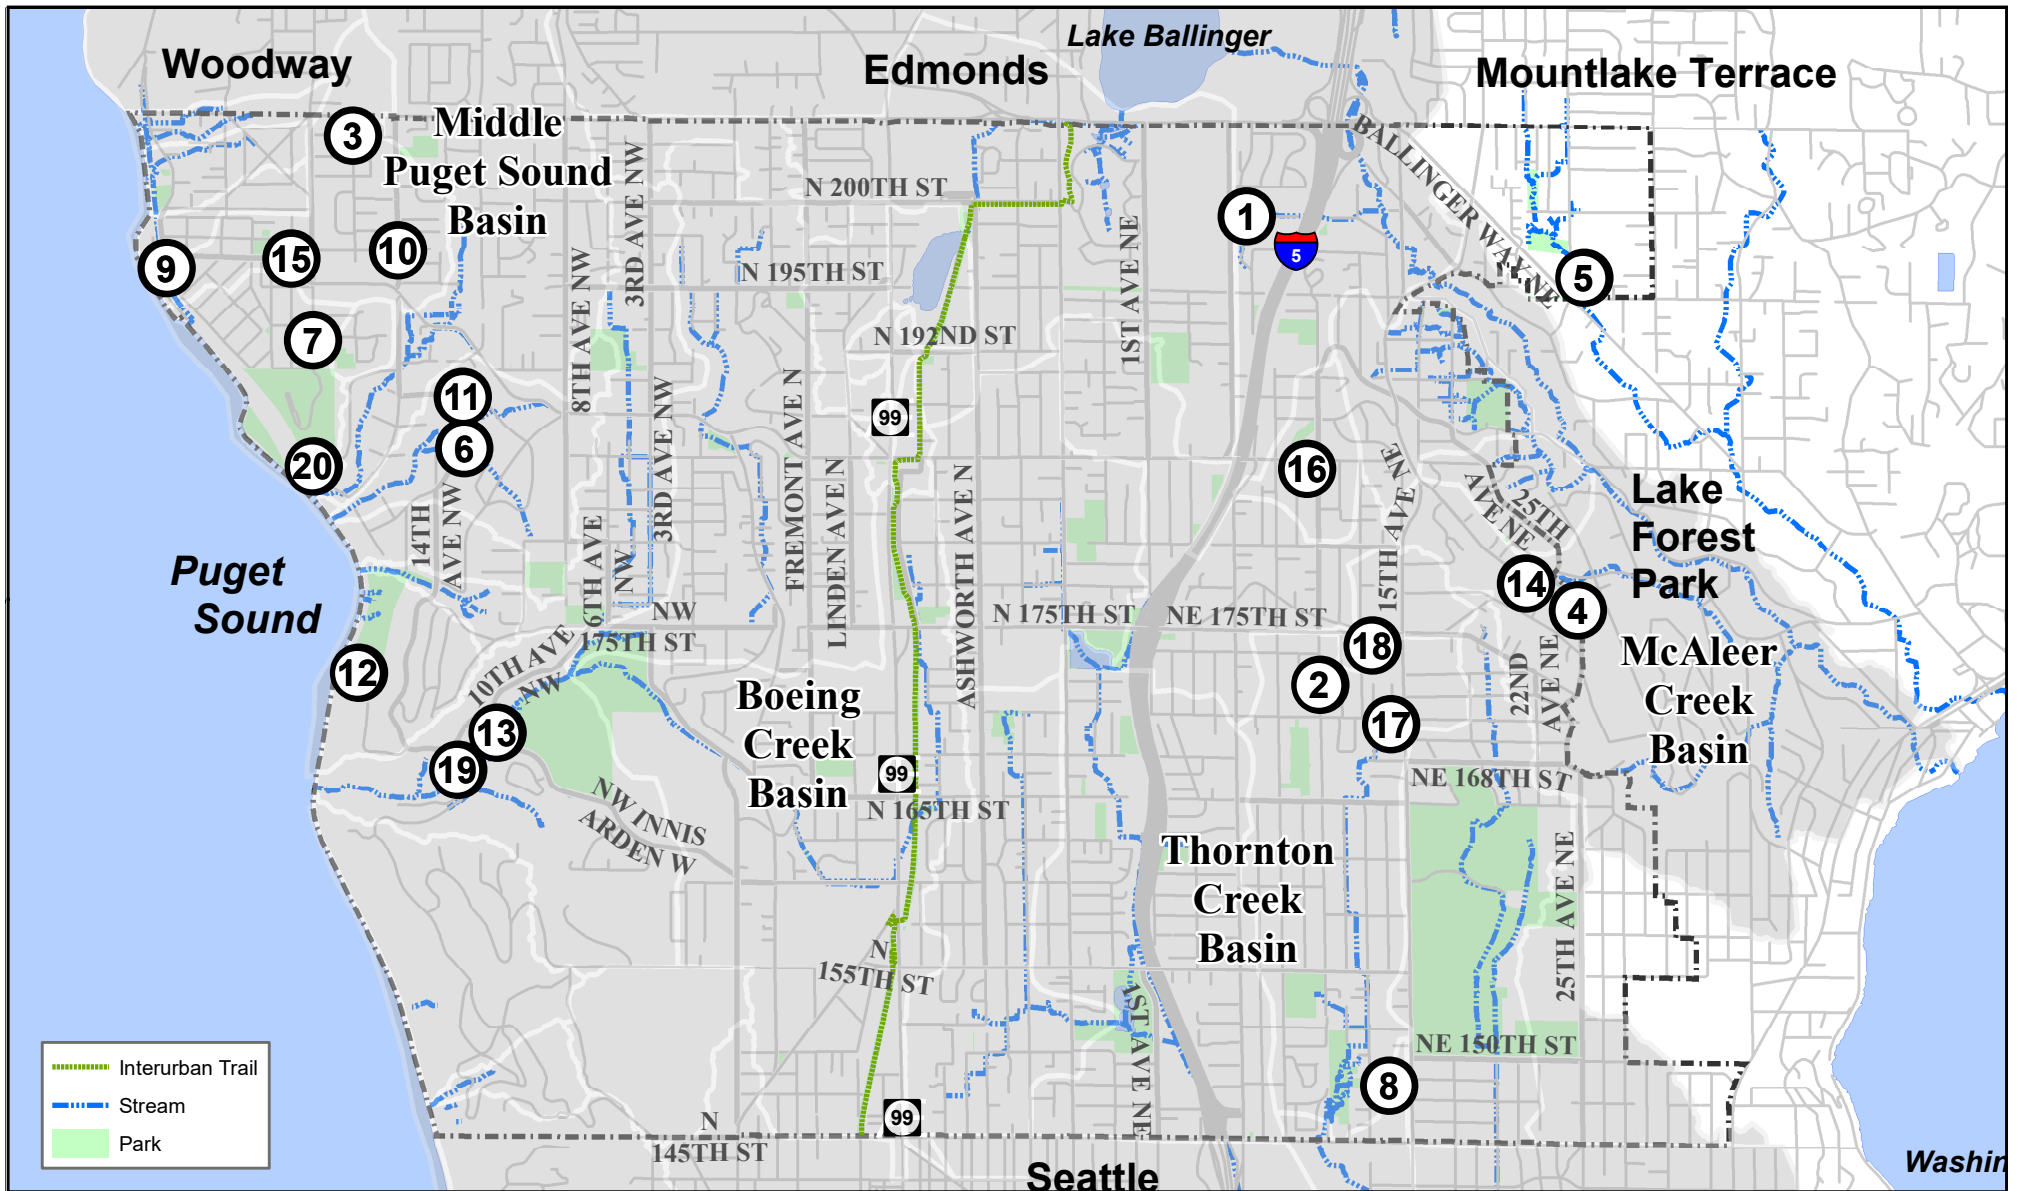 Lake Ballinger
Woodway
Edmonds
Mountlake Terrace
3
Middle
Puget Sound
Basin
N 200TH ST
3RD AVE NW
BALLINGER WAY NE
1
5
9
15
10
N 195TH ST
8TH AVE NW
1ST AVE NE
5
7
N 192ND ST
11
6
99
FREMONT AVE N
3RD AVE NW
LINDEN AVE N
ASHWORTH AVE N
20
16
15TH AVE NE
25TH
AVE NE
Lake
Forest
Park
14TH
AVE NW
6TH AVE
NW
Puget
Sound
14
4
NW
175TH ST
N 175TH ST
NE 175TH ST
18
2
17
22ND
AVE NE
McAleer
Creek
Basin
12
10TH AVE
NW
13
19
Boeing
Creek
Basin
99
N 165TH ST
NE 168TH ST
NW INNIS
ARDEN W
Thornton
Creek
Basin
25TH AVE NE
N
155TH ST
1ST AVE NE
NE 150TH ST
8
Interurban Trail
Stream
Park
99
N
145TH ST
Seattle
Washin